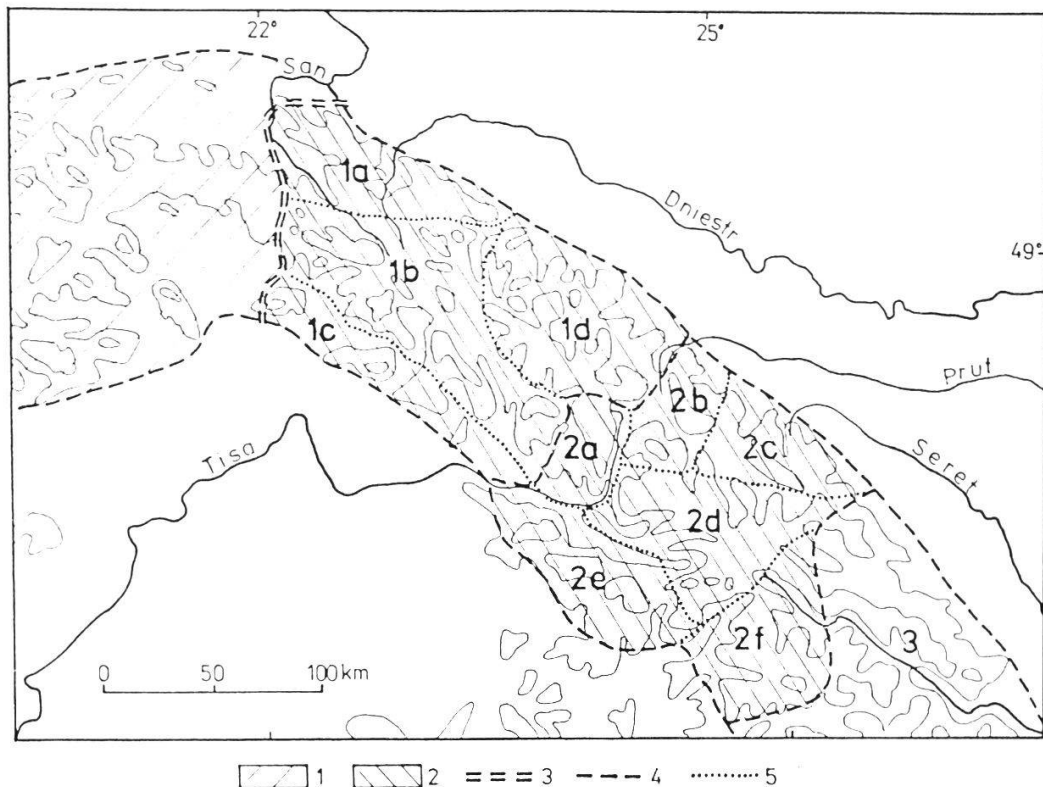 22° 25°
San
1a
Dniestr
49°
1b
1c
1d
Prut
2b
2a
2c
Seret
Tisa
2d
2e
2f
3
0 50 100 km
1 2 3 4 5